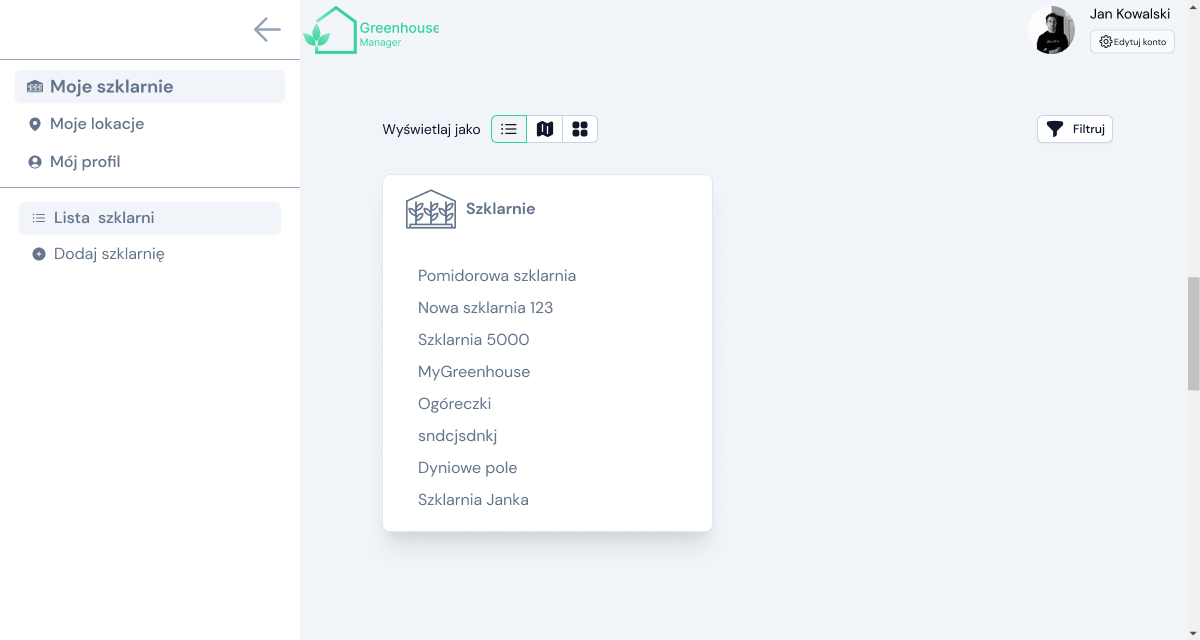 Greenhouse
Manager
Jan Kowalski
Edytuj konto
Moje szklarnie
Moje lokacje
Mój profil
Lista szklarni
Dodaj szklarnię
Wyświetlaj jako
Filtruj
Szklarnie
Pomidorowa szklarnia
Nowa szklarnia 123
Szklarnia 5000
MyGreenhouse
Ogóreczki
sndcjsdnkj
Dyniowe pole
Szklarnia Janka